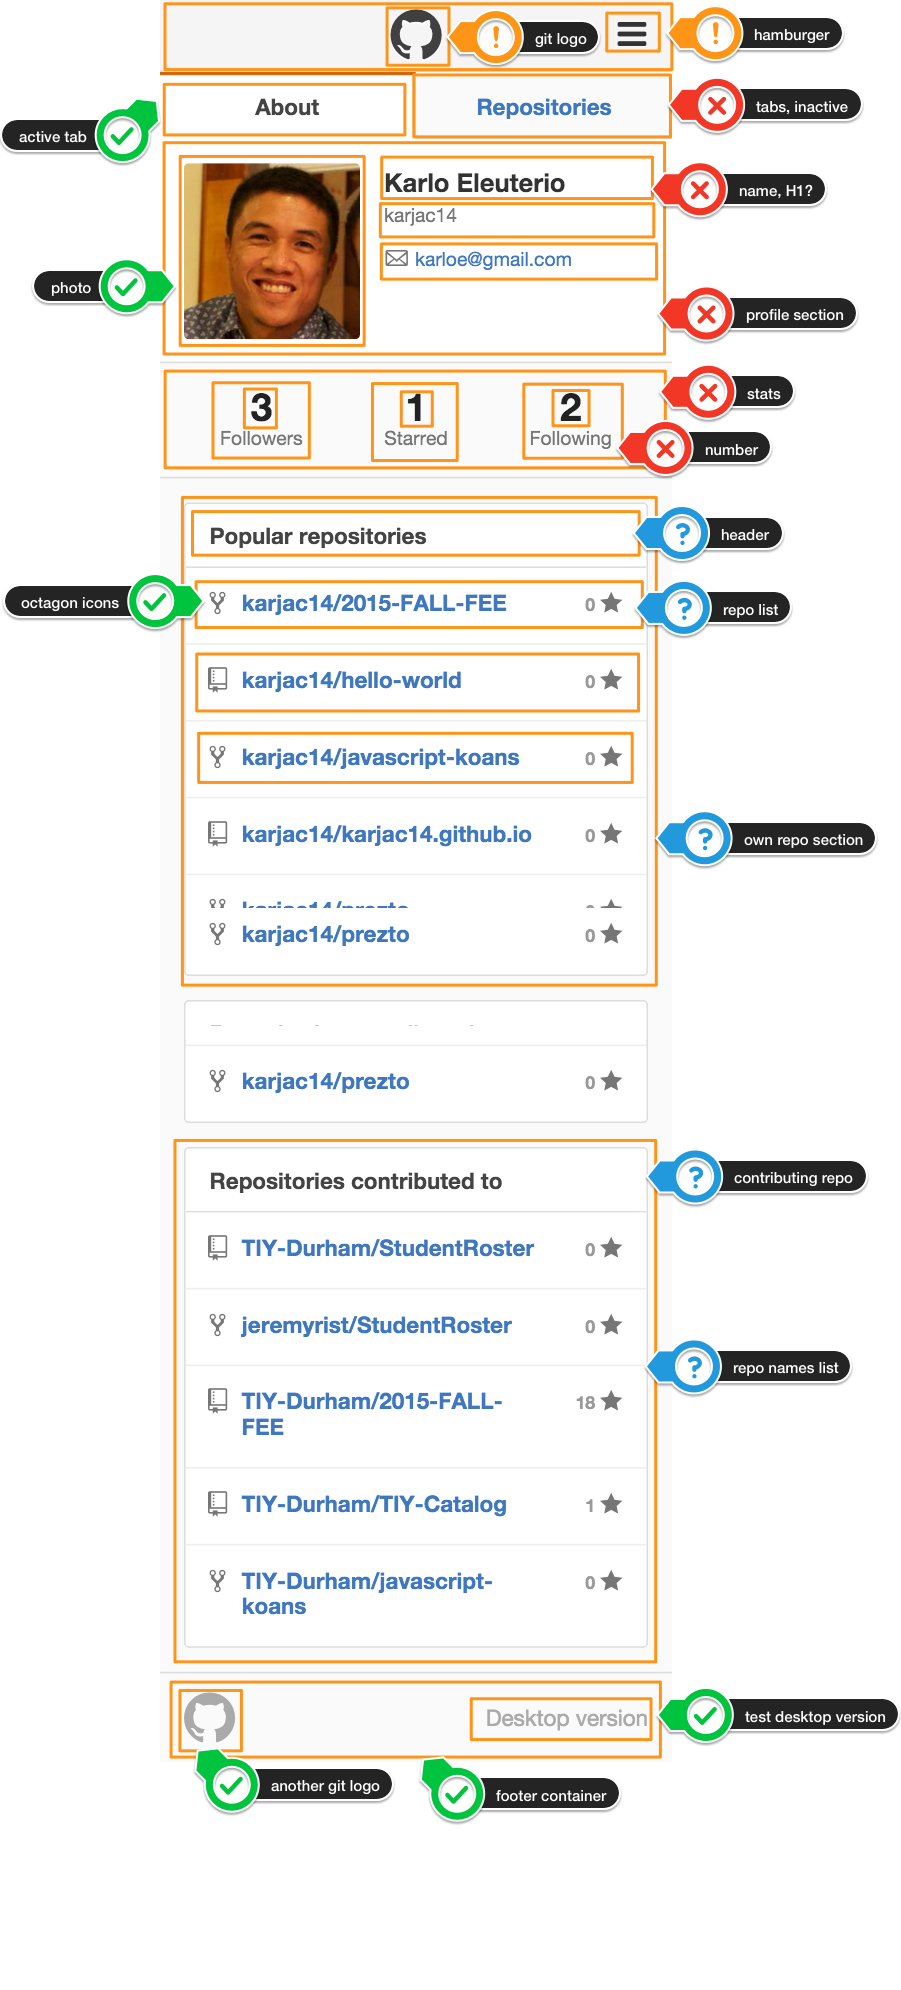 git logo
hamburger
About
Repositories
tabs, inactive
active tab
Karlo Eleuterio
name, H1?
karjac14
karloe@gmail.com
photo
profile section
3
1
2
stats
Followers
Starred
Following
number
Popular repositories
header
octagon icons
karjac14/2015-FALL-FEE
0
repo list
karjac14/hello-world
0
karjac14/javascript-koans
0
karjac14/karjac14.github.io
0
own repo section
karjac14/prezto
karjac14/prezto
0
karjac14/prezto
0
Repositories contributed to
contributing repo
TIY-Durham/StudentRoster
0
jeremyrist/StudentRoster
0
repo names list
TIY-Durham/2015-FALL-
FEE
18
TIY-Durham/TIY-Catalog
1
TIY-Durham/javascript-
koans
0
Desktop version
test desktop version
another git logo
footer container